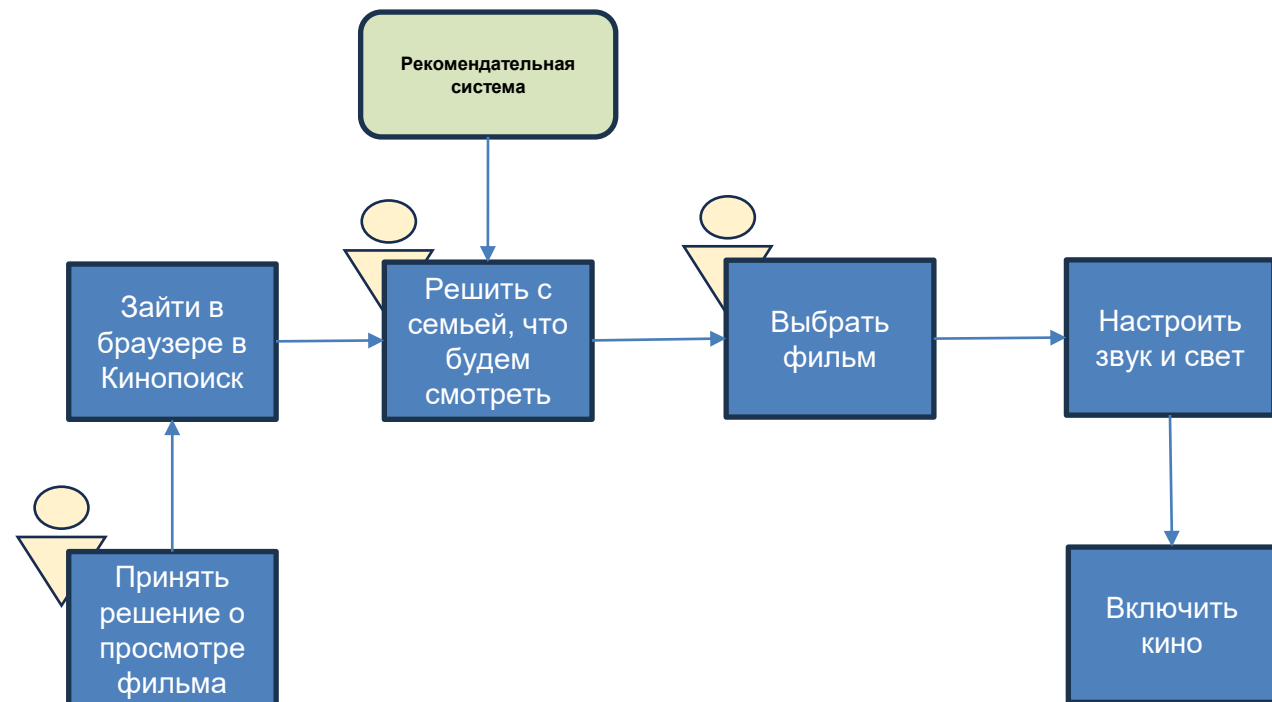 Рекомендательная
система
Зайти в
браузере в
Кинопоиск
Решить с
семьей, что
будем
смотреть
Выбрать
фильм
Настроить
звук и свет
Принять
решение о
просмотре
фильма
Включить
кино